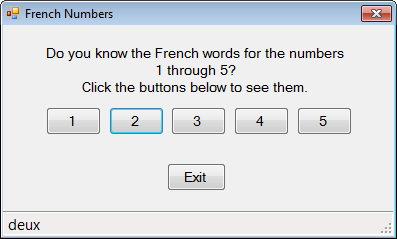 French Numbers
Do you know the French words for the numbers
1 through 5?
Click the buttons below to see them.
1 2 3 4 5
Exit
deux